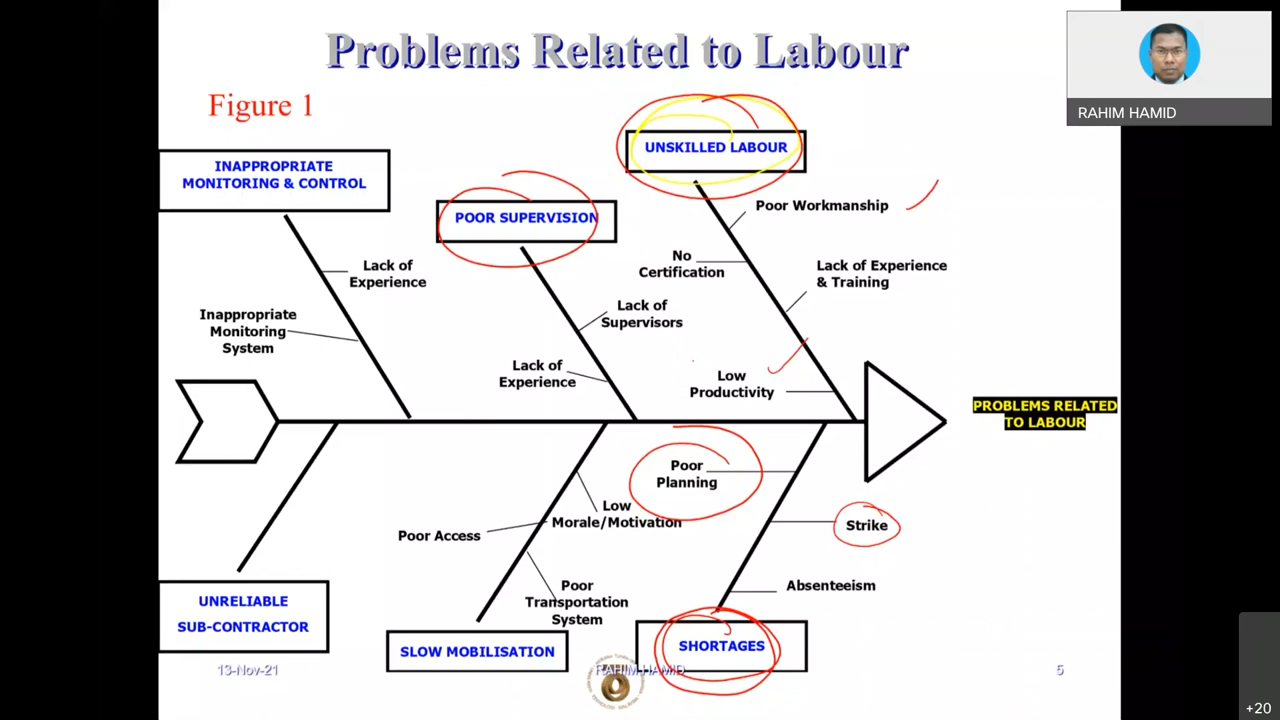 Problems Related to Labour
RAHIM HAMID
Figure 1
INAPPROPRIATE
MONITORING & CONTROL
Lack of
Experience
Inappropriate
Monitoring
System
POOR SUPERVISION
Lack of
Supervisors
Lack of
Experience
UNSKILLED LABOUR
Poor Workmanship
No
Certification
Lack of Experience
& Training
Low
Productivity
PROBLEMS RELATED
TO LABOUR
UNRELIABLE
SUB-CONTRACTOR
Low
Morale/Motivation
Poor Access
Poor
Transportation
System
SLOW MOBILISATION
Poor
Planning
Strike
Absenteeism
SHORTAGES
13-Nov-21
RAHIM HAMID
5
+20